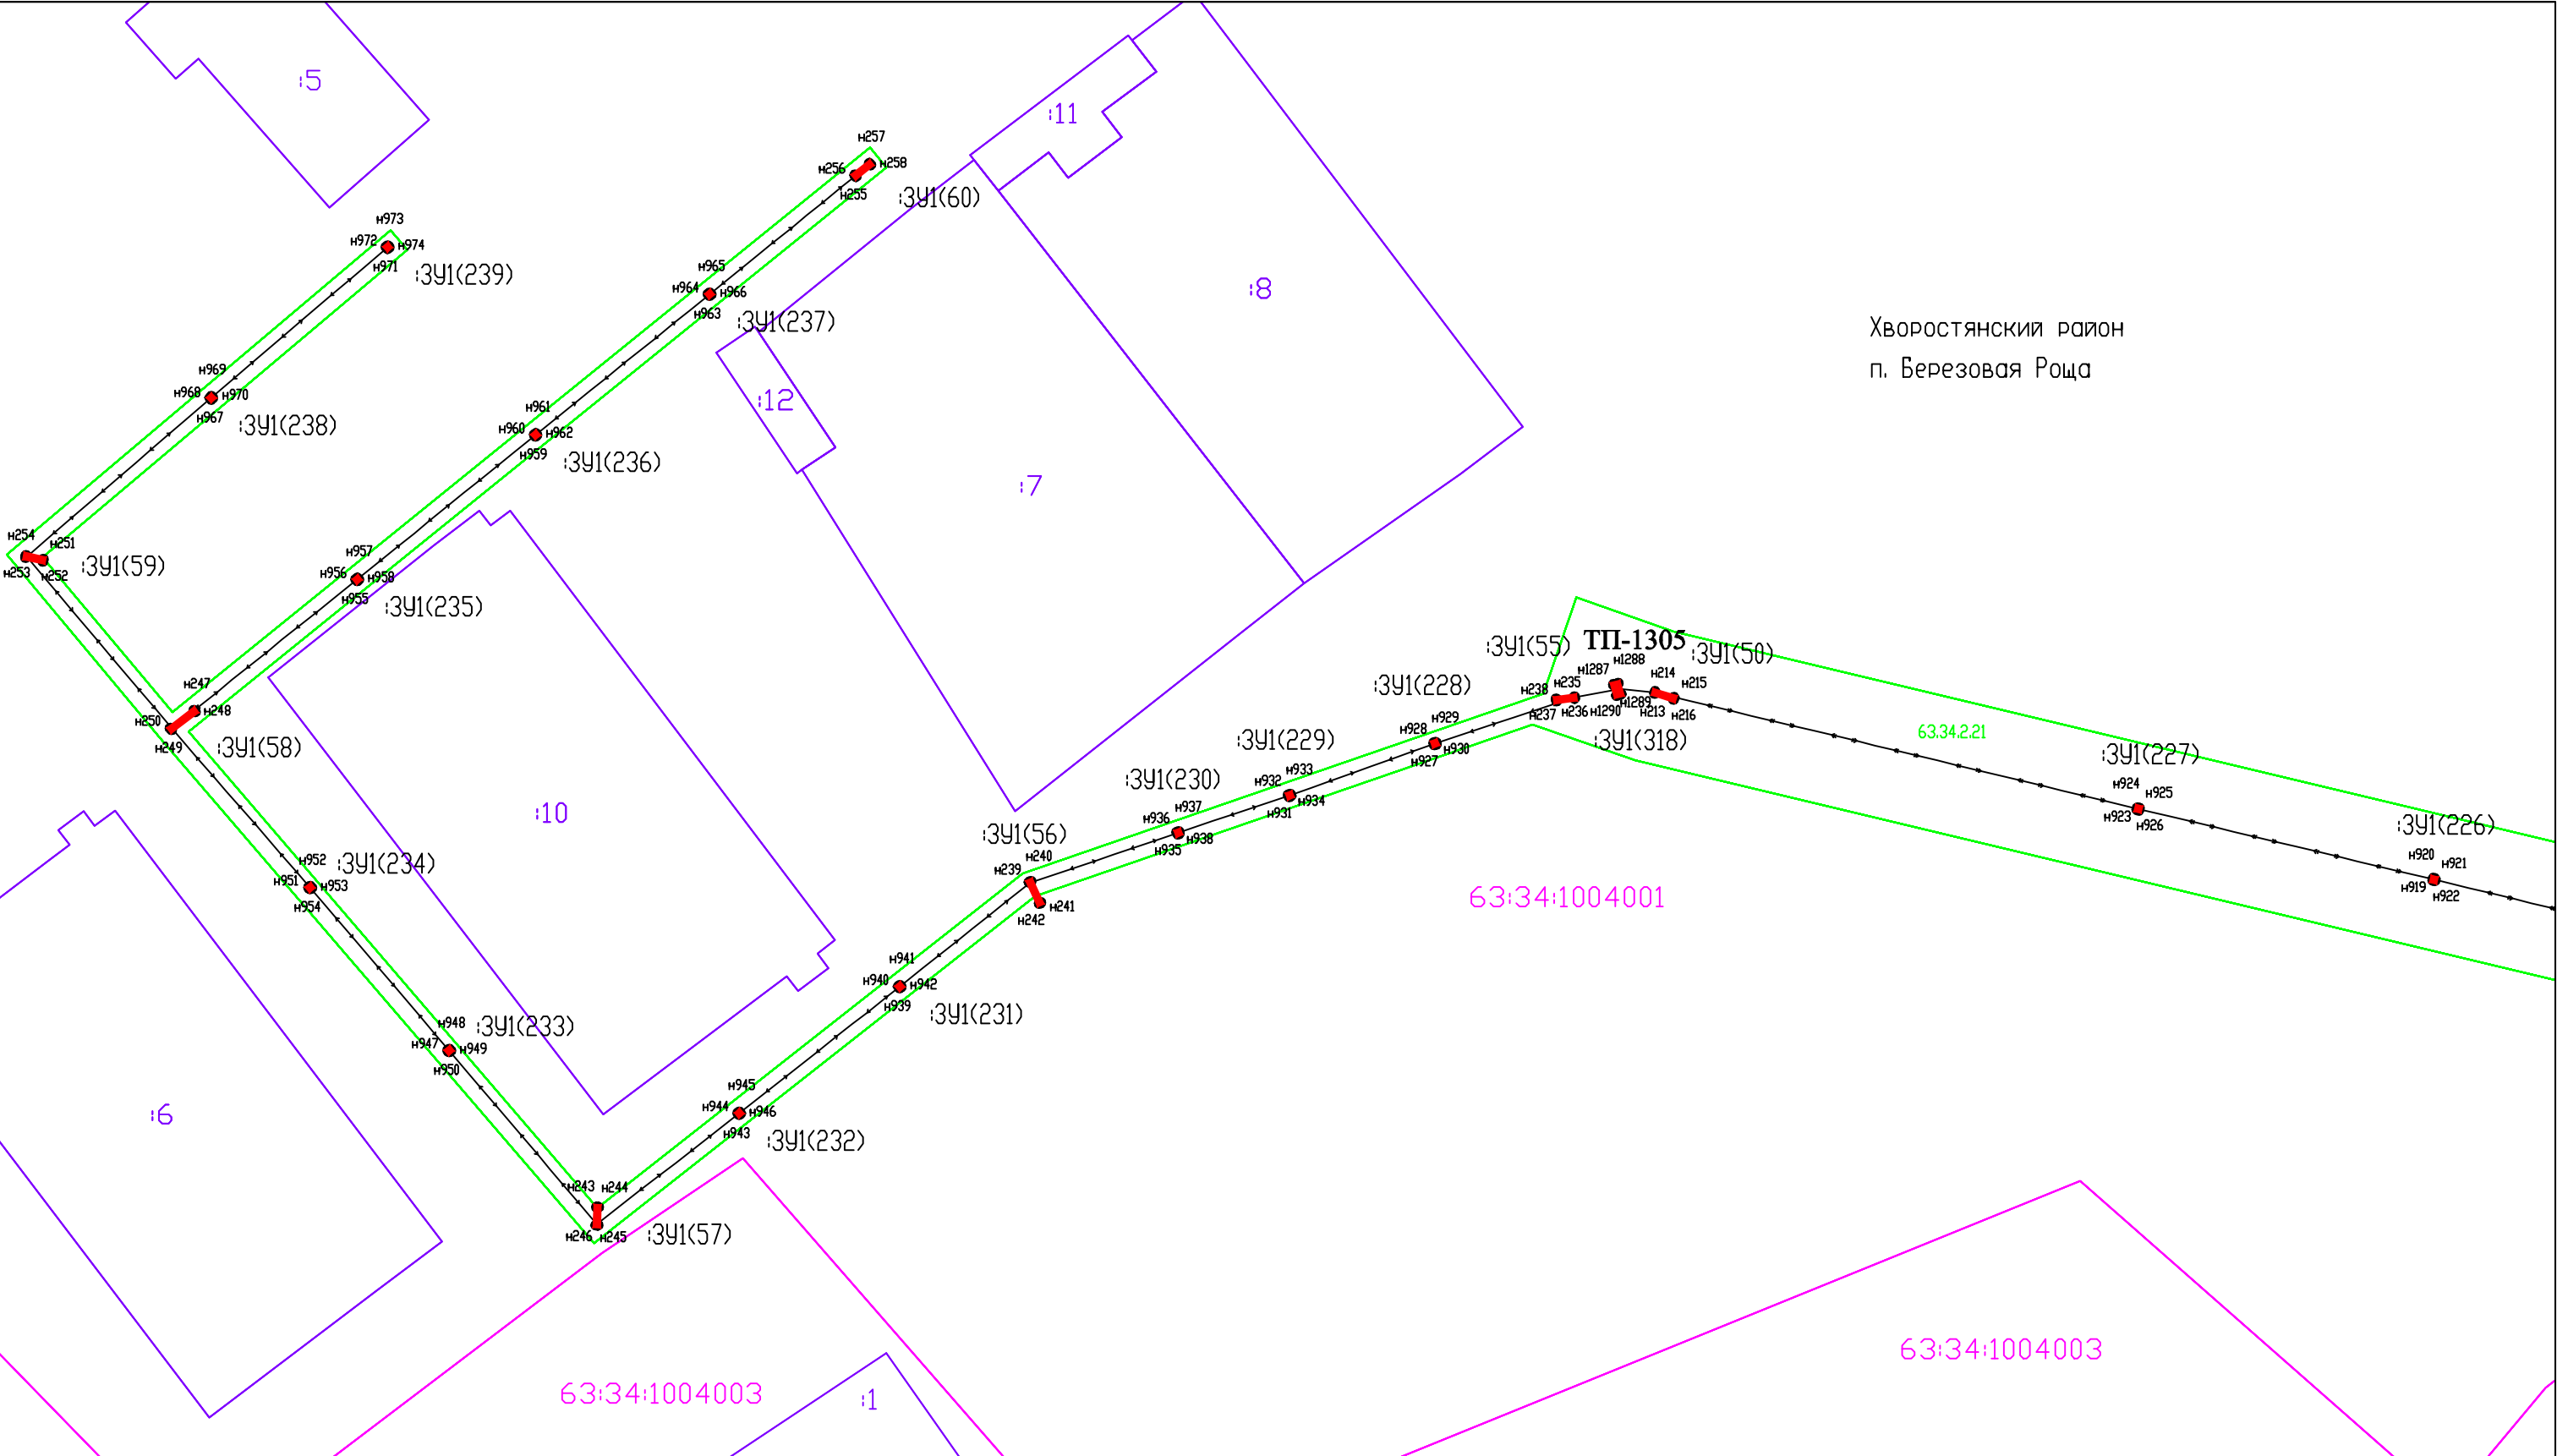 :5
:11
н257
н256
н258
н255
:ЗУ1(60)
н973
н972
н974
н971
:ЗУ1(239)
н965
н964
н966
н963
:ЗУ1(237)
:8
Хворостянский район
п. Березовая Роща
н969
н968
н970
н967
:ЗУ1(238)
н961
н960
н962
н959
:ЗУ1(236)
:12
:7
н254
н251
н253
н252
:ЗУ1(59)
н957
н956
н958
н955
:ЗУ1(235)
:ЗУ1(55)
ТП-1305
:ЗУ1(50)
н1287
н1288
н238
н235
н214
н215
н237
н236
н1290
н1289
н213
н216
:ЗУ1(318)
н247
н250
н248
н249
:ЗУ1(58)
:ЗУ1(228)
н929
н928
н930
н927
:ЗУ1(229)
63.34.2.21
:ЗУ1(227)
н924
н925
н923
н926
:ЗУ1(230)
н933
н932
н934
н931
н937
н936
н938
н935
:ЗУ1(226)
н920
н921
н919
н922
:10
:ЗУ1(56)
н240
н239
н241
н242
63:34:1004001
н952
:ЗУ1(234)
н951
н953
н954
н941
н940
н942
н939
:ЗУ1(231)
н948
:ЗУ1(233)
н947
н949
н950
н945
н944
н946
н943
:ЗУ1(232)
:6
н243
н244
н246
н245
:ЗУ1(57)
63:34:1004003
63:34:1004003
:1